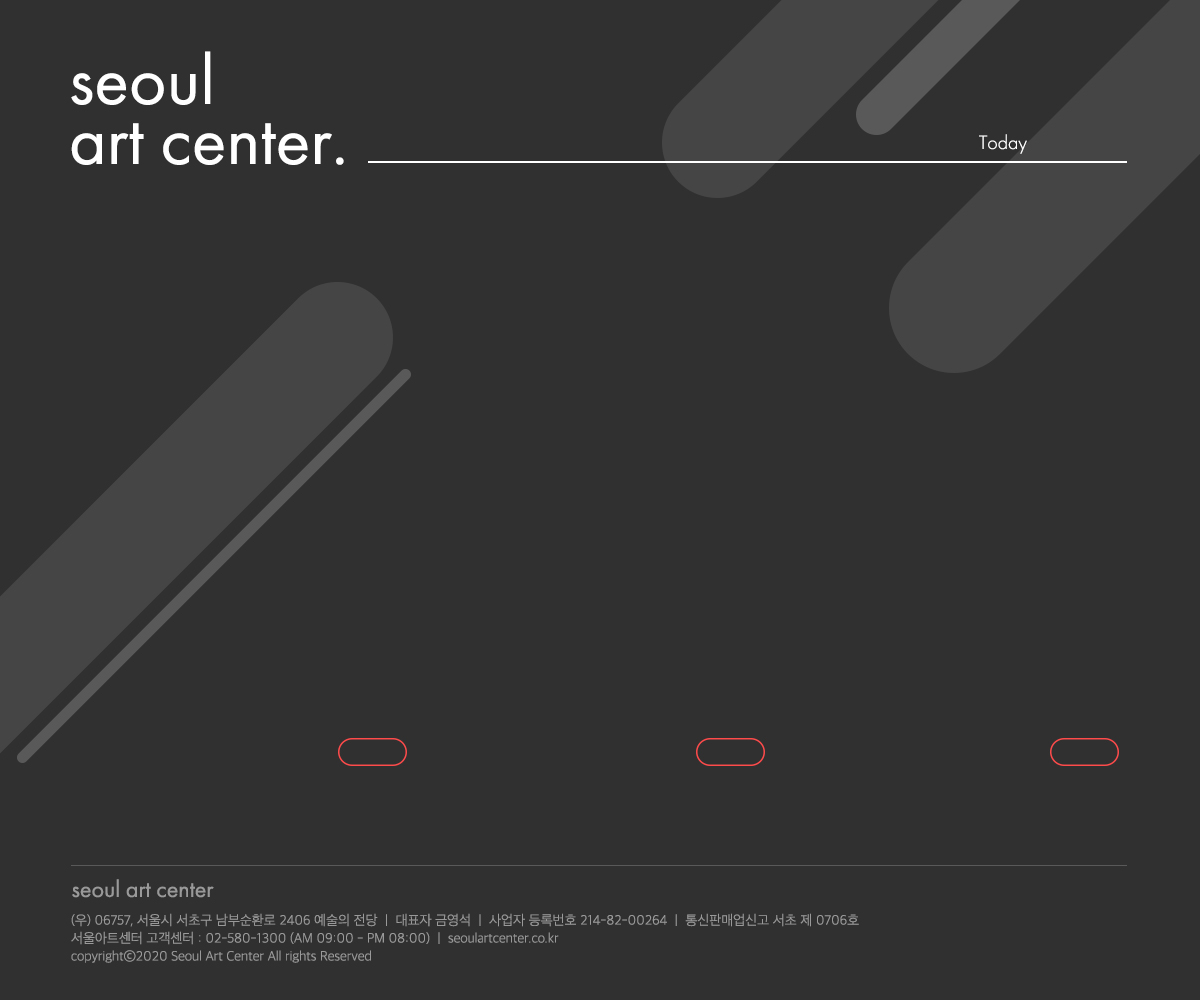 seoul
art center.
Today
seoul art center
(우) 06757, 서울시 서초구 남부순환로 2406 예술의 전당 | 대표자 금영석 | 사업자 등록번호 214-82-00264 | 통신판매업신고 서초 제 0706호
서울아트센터 고객센터 : 02-580-1300 (AM 09:00 - PM 08:00) | seoulartcenter.co.kr
copyrightⓒ2020 Seoul Art Center All rights Reserved